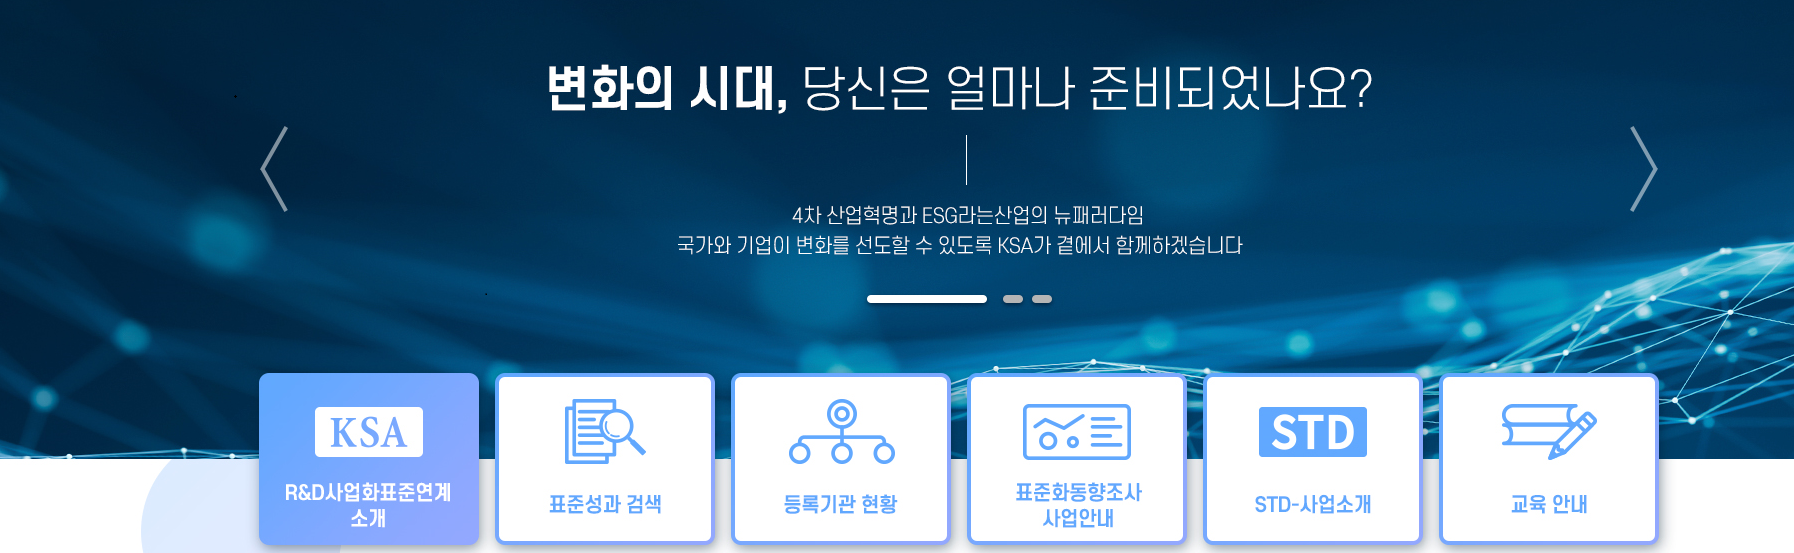 변화의 시대, 당신은 얼마나 준비되었나요?
4차 산업혁명과 ESG라는산업의 뉴패러다임
국가와 기업이 변화를 선도할 수 있도록 KSA가 곁에서 함께하겠습니다
KSA
R&D사업화표준연계
소개
표준성과 검색
등록기관 현황
표준화동향조사
사업안내
STD
STD-사업소개
교육 안내